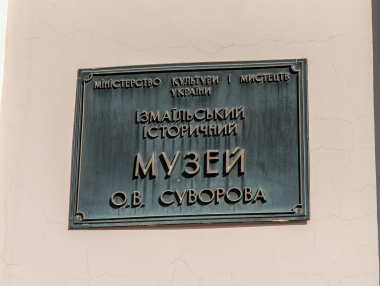 МІНІСТЕРСТВО КУЛЬТУРИ І МИСТЕЦТВ
УКРАЇНИ
ІЗМАЇЛЬСЬКИЙ
ІСТОРИЧНИЙ
МУЗЕЙ
О.В. СУВОРОВА